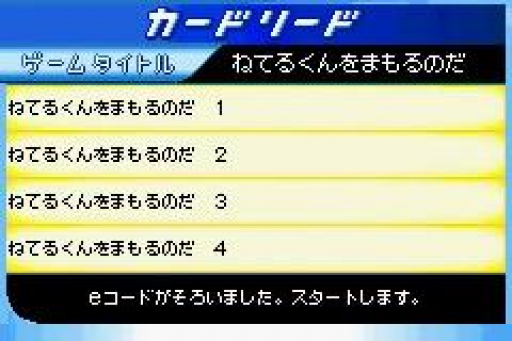 カードリード
ゲームタイトル ねてるくんをまもるのだ
ねてるくんをまもるのだ 1
ねてるくんをまもるのだ 2
ねてるくんをまもるのだ 3
ねてるくんをまもるのだ 4
eコードがそろいました。スタートします。